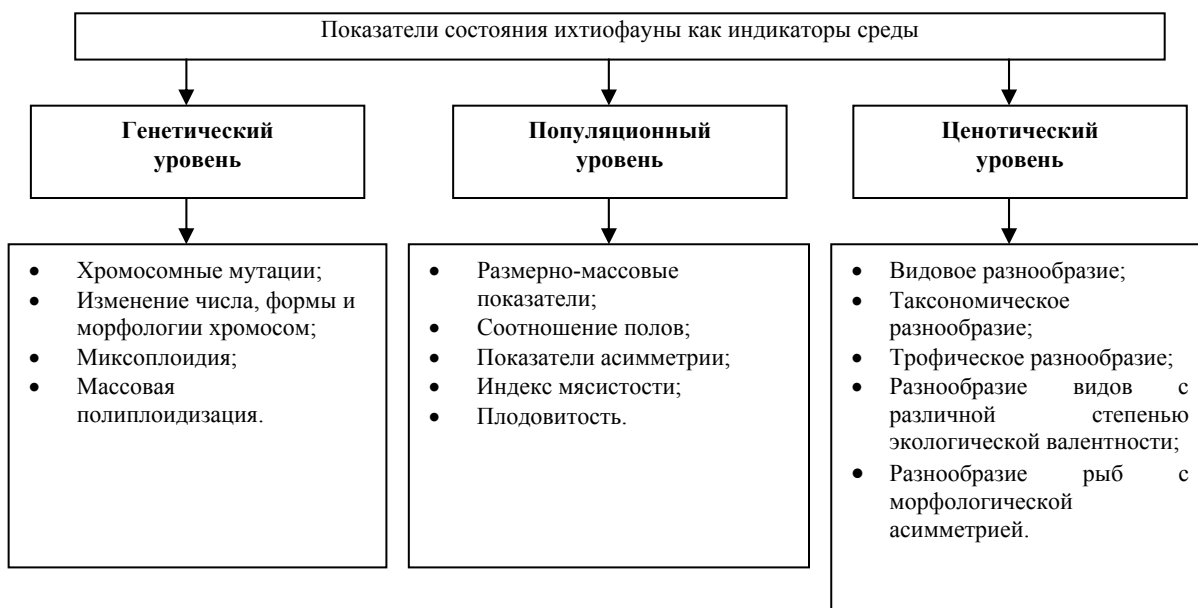 Показатели состояния ихтиофауны как индикаторы среды
Генетический
уровень
Популяционный
уровень
Ценотический
уровень
• Хромосомные мутации;
• Изменение числа, формы и
морфологии хромосом;
• Миксоплоидия;
• Массовая
полиплоидизация.
• Размерно-массовые
показатели;
• Соотношение полов;
• Показатели асимметрии;
• Индекс мясистости;
• Плодовитость.
• Видовое разнообразие;
• Таксономическое
разнообразие;
• Трофическое разнообразие;
• Разнообразие видов с
различной степенью
экологической валентности;
• Разнообразие рыб с
морфологической
асимметрией.